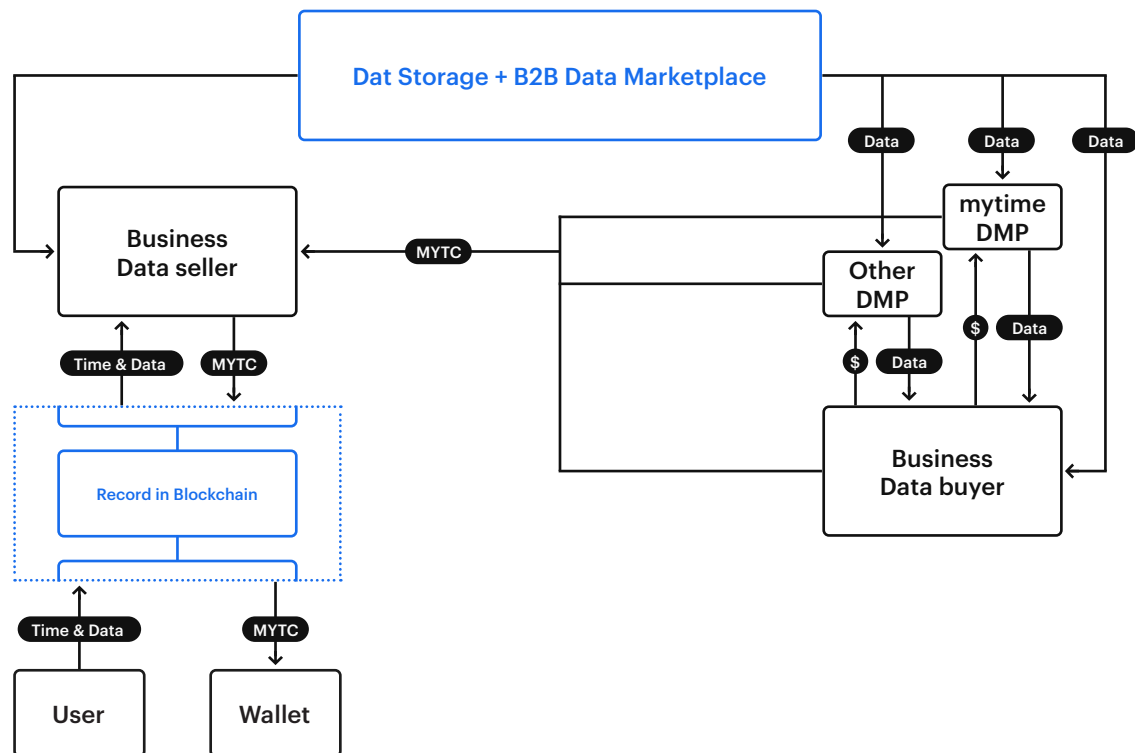 Dat Storage + B2B Data Marketplace
Data
Data
Data
mytime
DMP
Business
Data seller
MYTC
Other
DMP
Time & Data
MYTC
$
Data
$
Data
Business
Data buyer
Record in Blockchain
Time & Data
MYTC
User
Wallet